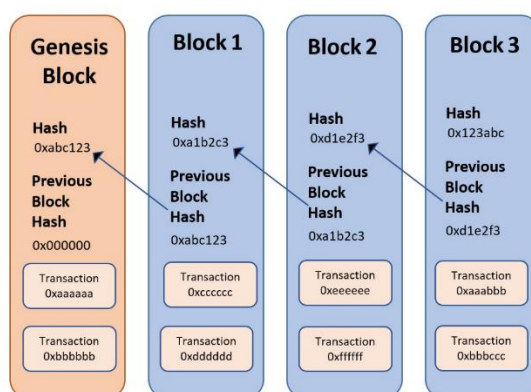 Genesis
Block
Hash
0xabc123
Previous
Block
Hash
0x000000
Transaction
0xaaaaaa
Transaction
0xbbbbbb
Block 1
Hash
0xa1b2c3
Previous
Block
Hash
0xabc123
Transaction
0xcccccc
Transaction
0xdddddd
Block 2
Hash
0xd1e2f3
Previous
Block
Hash
0xa1b2c3
Transaction
0xeeeeee
Transaction
0xffffff
Block 3
Hash
0x123abc
Previous
Block
Hash
0xd1e2f3
Transaction
0xaaabbb
Transaction
0xbbbccc